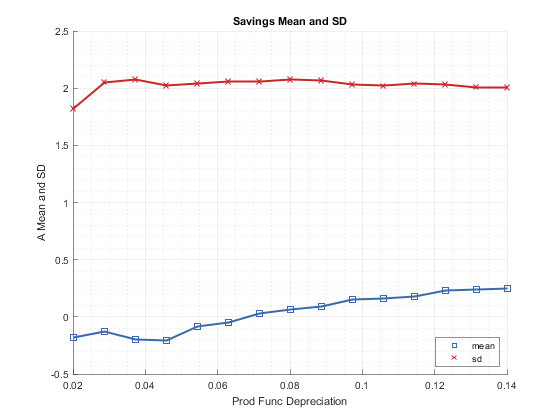 Savings Mean and SD
2.5
2
1.5
1
0.5
0
-0.5
A Mean and SD
0.02
0.04
0.06
0.08
0.1
0.12
0.14
Prod Func Depreciation
mean
sd